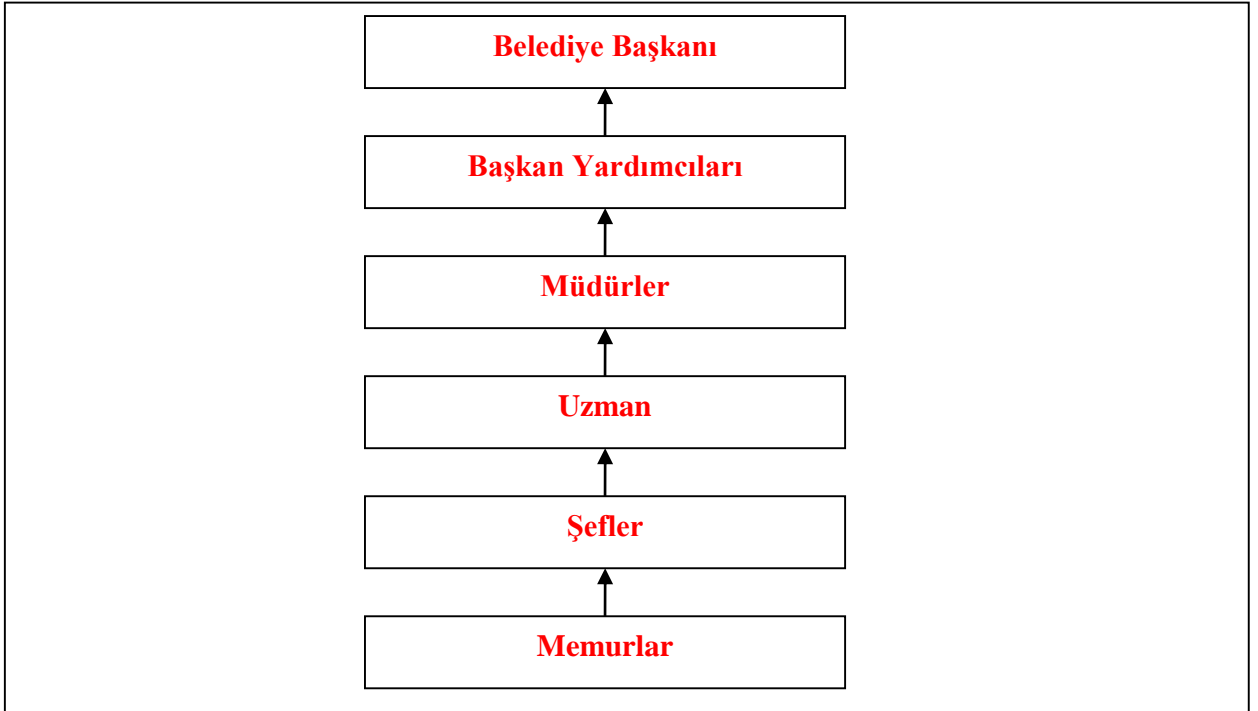 Belediye Başkanı
Başkan Yardımcıları
Müdürler
Uzman
Şefler
Memurlar